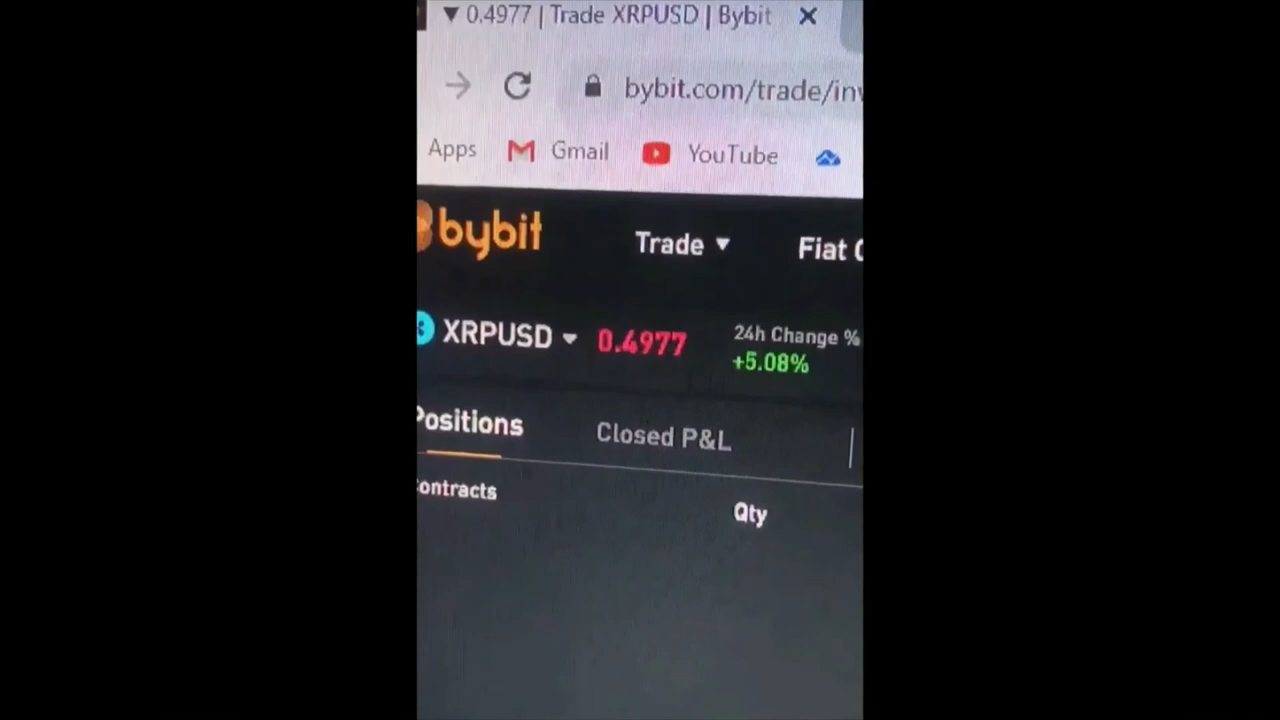 ▼ 0.4977 | Trade XRPUSD | Bybit
bybit.com/trade/inv
Apps Gmail YouTube
bybit Trade ▼ Fiat
XRPUSD 0.4977 24h Change %
+5.08%
Positions Closed P&L
ontracts Qty